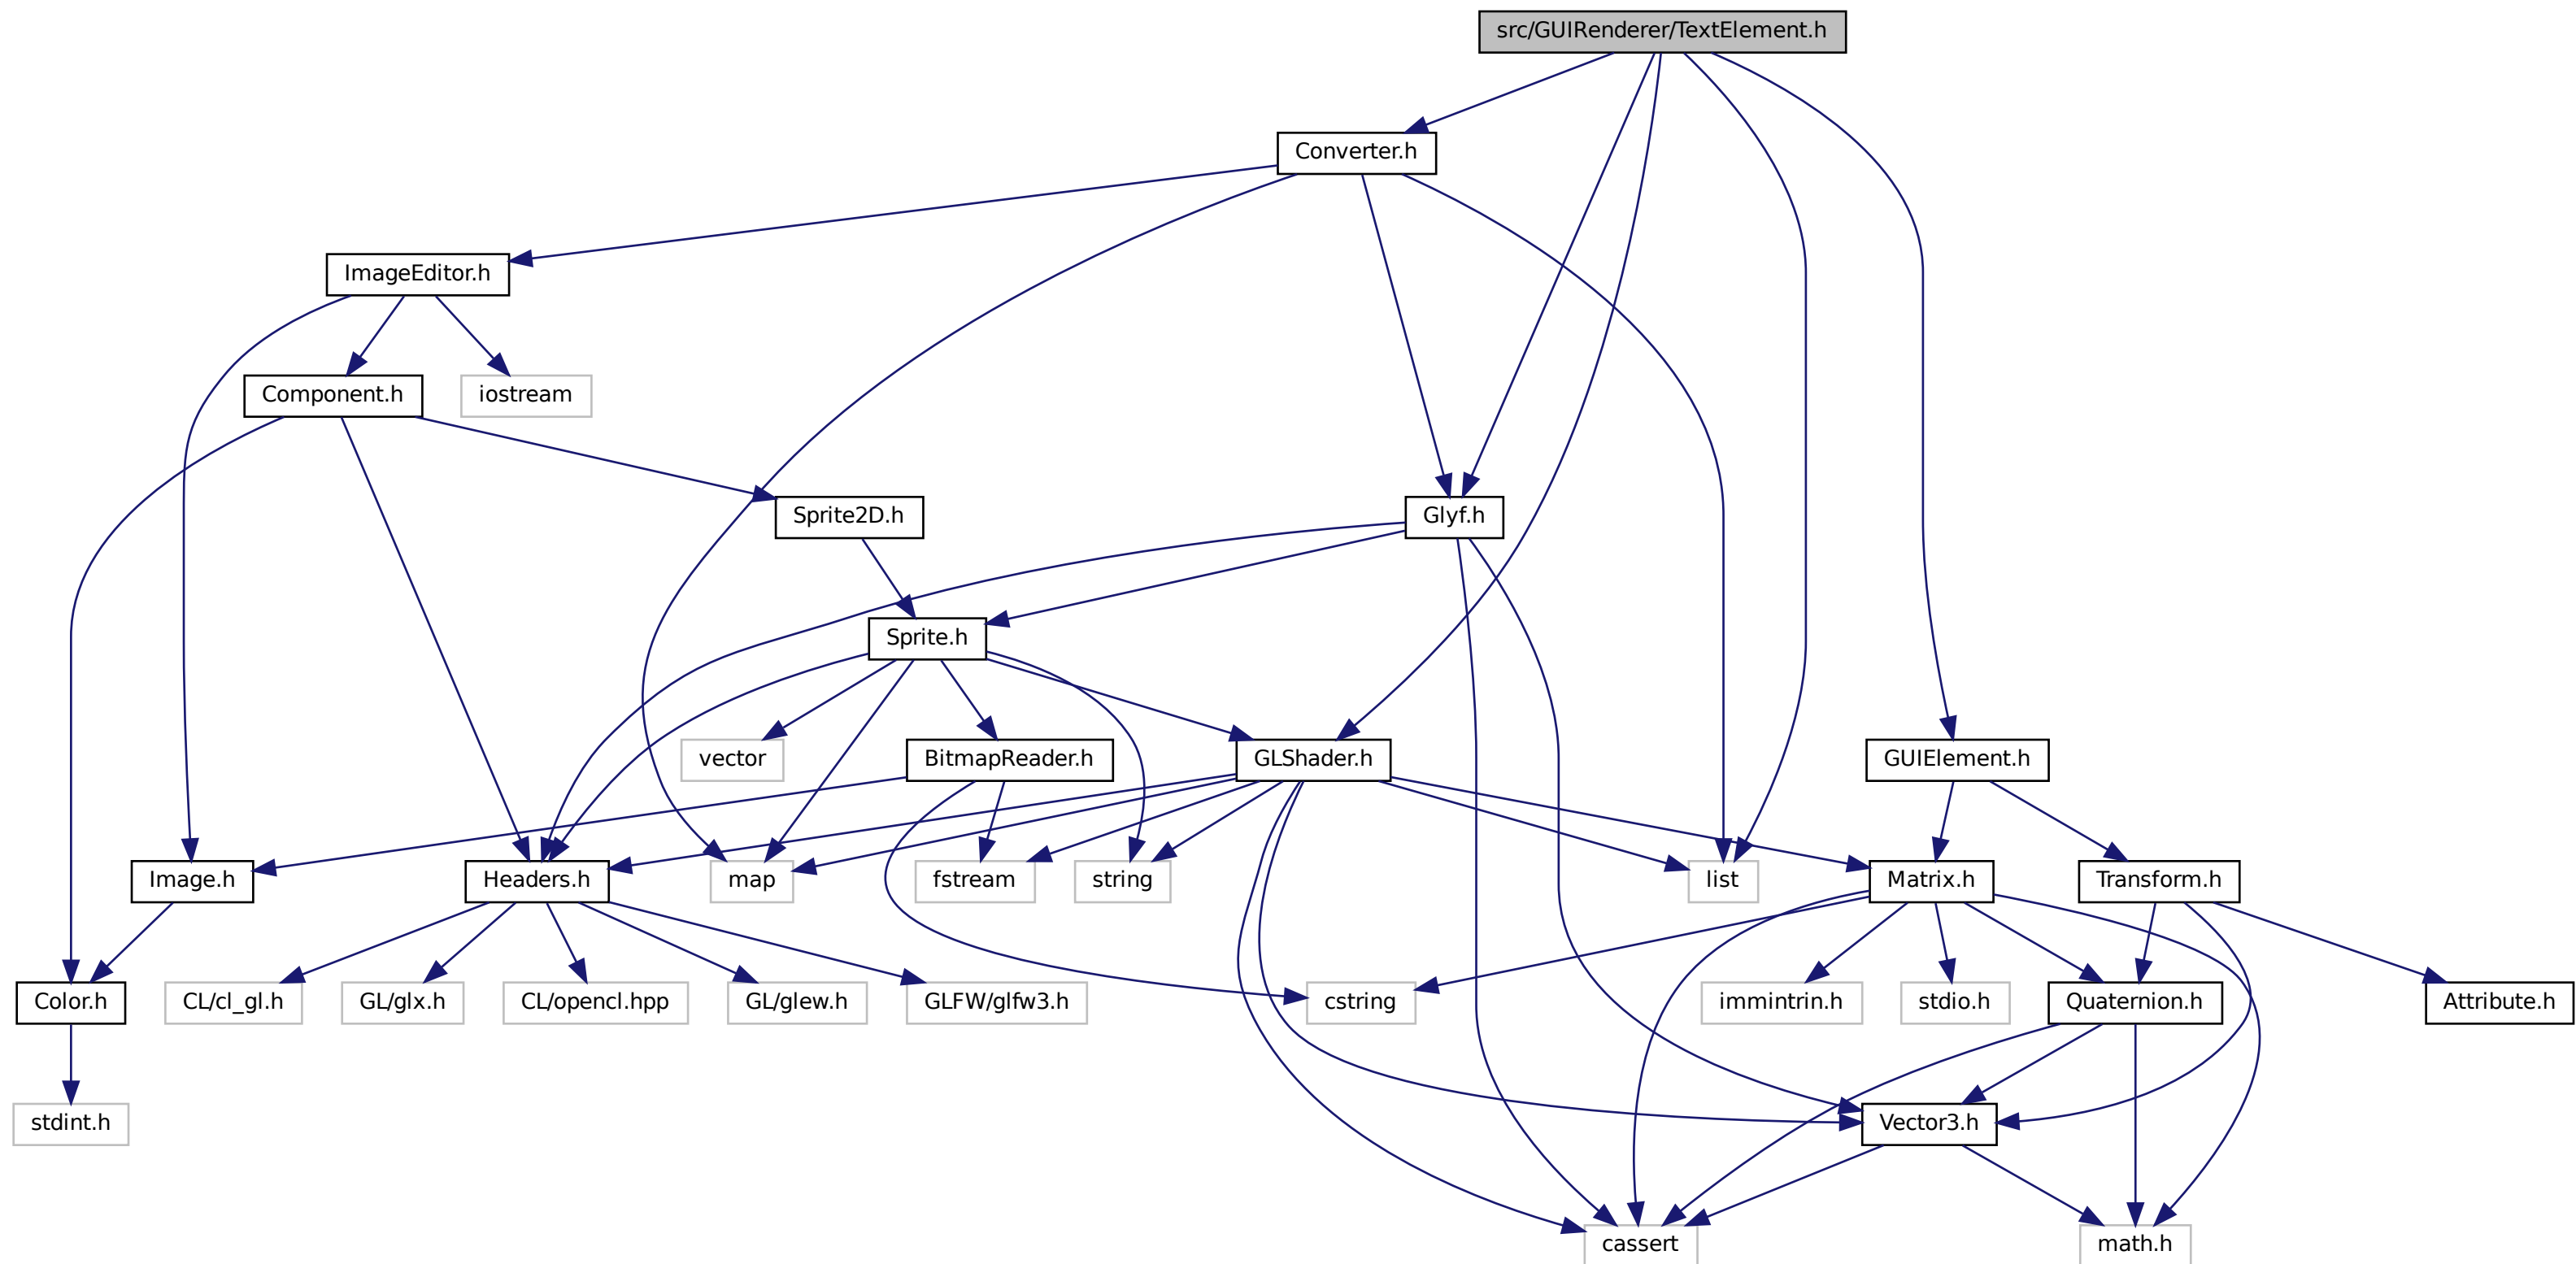 src/GUIRenderer/TextElement.h
Converter.h
ImageEditor.h
Component.h
iostream
Sprite2D.h
Glyf.h
Sprite.h
vector
BitmapReader.h
GLShader.h
GUIElement.h
Image.h
Headers.h
map
fstream
string
list
Matrix.h
Transform.h
Color.h
CL/cl_gl.h
GL/glx.h
CL/opencl.hpp
GL/glew.h
GLFW/glfw3.h
cstring
immintrin.h
stdio.h
Quaternion.h
Attribute.h
stdint.h
Vector3.h
cassert
math.h